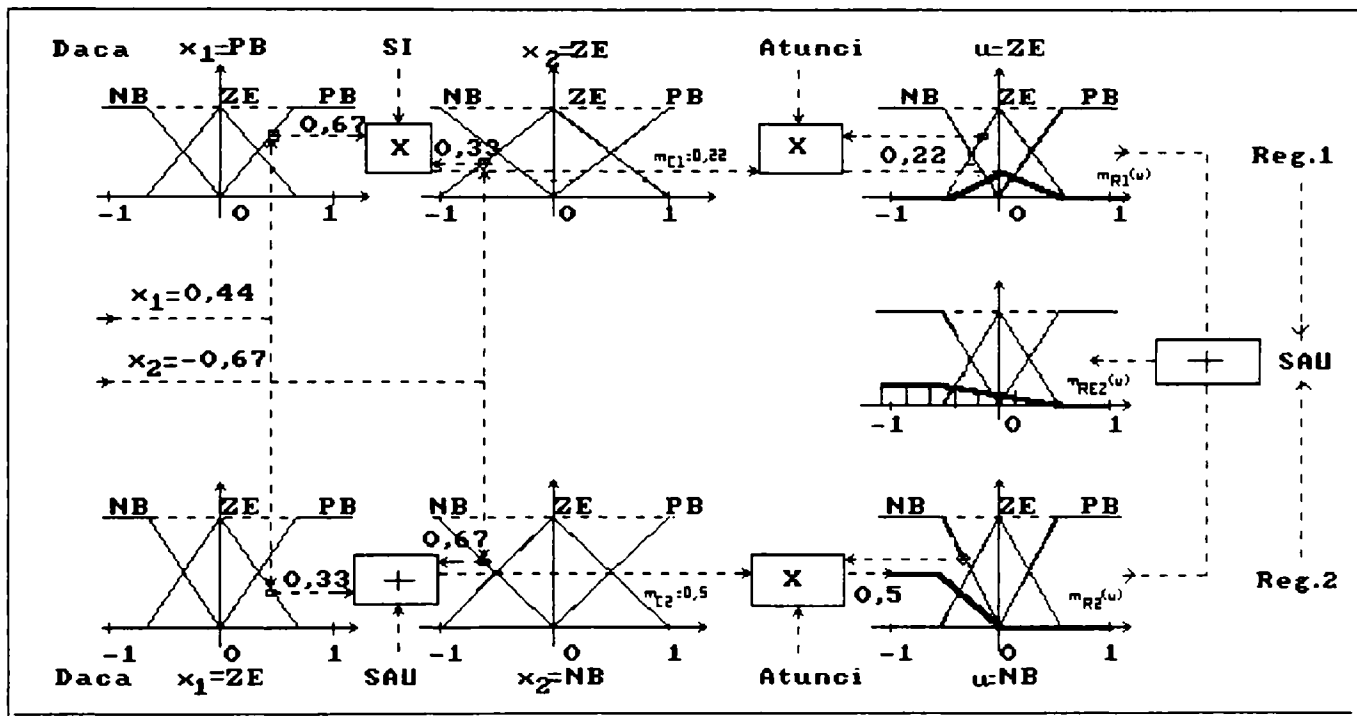 Daca x1=PB SI x2=ZE Atunci u=ZE
NB ZE PB NB ZE PB NB ZE PB
0,67 X 0,33 mC1=0,22 X 0,22 mR1(u) Reg.1
-1 0 1 -1 0 1 -1 0 1
x1=0,44
x2=-0,67
+ SAU
mRE2(u)
-1 0 1
NB ZE PB NB ZE PB NB ZE PB
0,33 + 0,67 mC2=0,5 X 0,5 mR2(u) Reg.2
-1 0 1 -1 0 1 -1 0 1
Daca x1=ZE SAU x2=NB Atunci u=NB